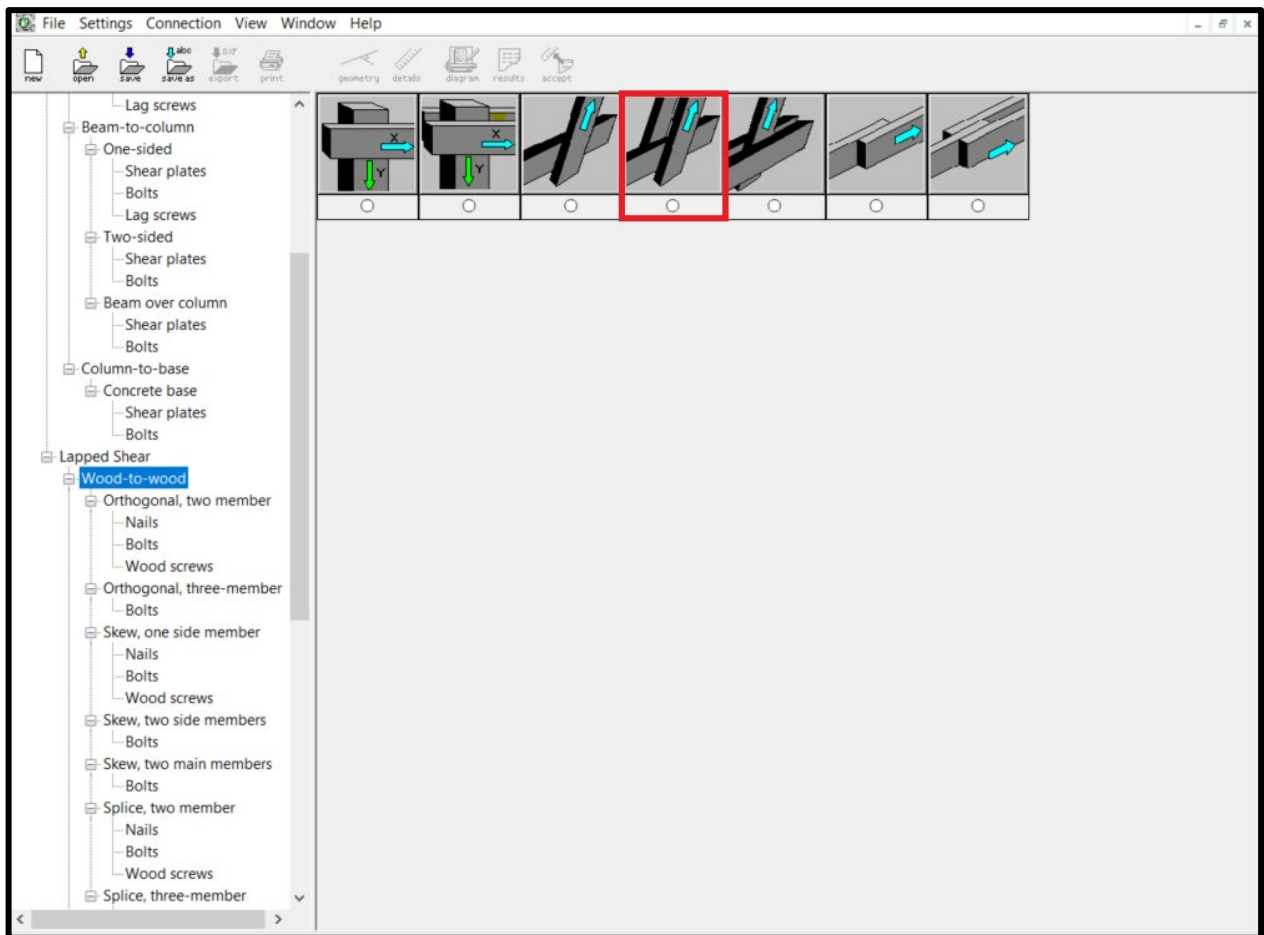 File Settings Connection View Window Help
new open save abc save as DXF export print geometry details diagram results accept
Lag screws
Beam-to-column
One-sided
Shear plates
Bolts
Lag screws
Two-sided
Shear plates
Bolts
Beam over column
Shear plates
Bolts
Column-to-base
Concrete base
Shear plates
Bolts
Lapped Shear
Wood-to-wood
Orthogonal, two member
Nails
Bolts
Wood screws
Orthogonal, three-member
Bolts
Skew, one side member
Nails
Bolts
Wood screws
Skew, two side members
Bolts
Skew, two main members
Bolts
Splice, two member
Nails
Bolts
Wood screws
Splice, three-member
X
Y
X
Y